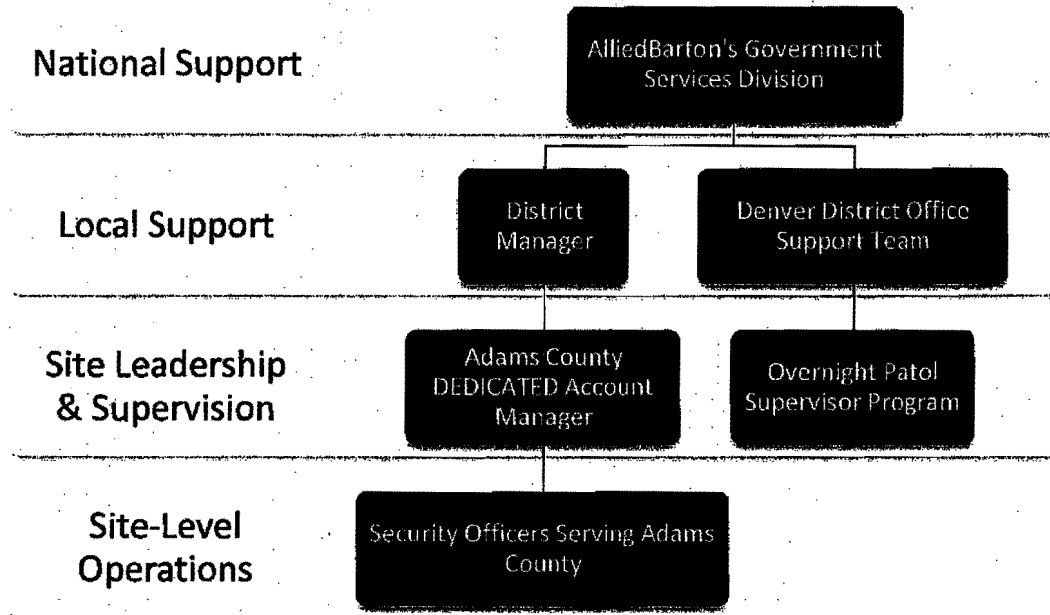 National Support
AlliedBarton's Government
Services Division
Local Support
District
Manager
Denver District Office
Support Team
Site Leadership
& Supervision
Adams County
DEDICATED Account
Manager
Overnight Patol
Supervisor Program
Site-Level
Operations
Security Officers Serving Adams
County